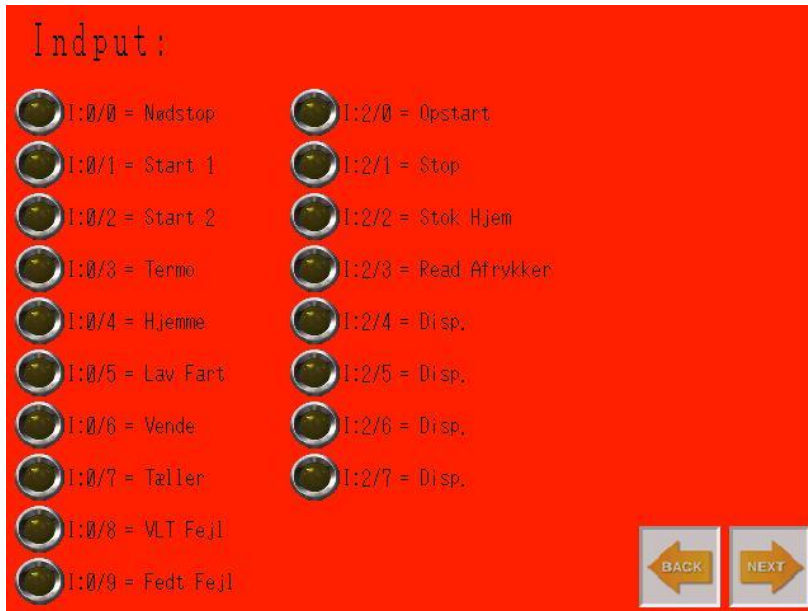 Indput:
I:0/0 = Nødstop
I:0/1 = Start 1
I:0/2 = Start 2
I:0/3 = Termo
I:0/4 = Hjemme
I:0/5 = Lav Fart
I:0/6 = Vende
I:0/7 = Tæller
I:0/8 = VLT Fejl
I:0/9 = Fedt Fejl
I:2/0 = Opstart
I:2/1 = Stop
I:2/2 = Stok Hjem
I:2/3 = Read Afrykker
I:2/4 = Disp.
I:2/5 = Disp.
I:2/6 = Disp.
I:2/7 = Disp.
BACK
NEXT